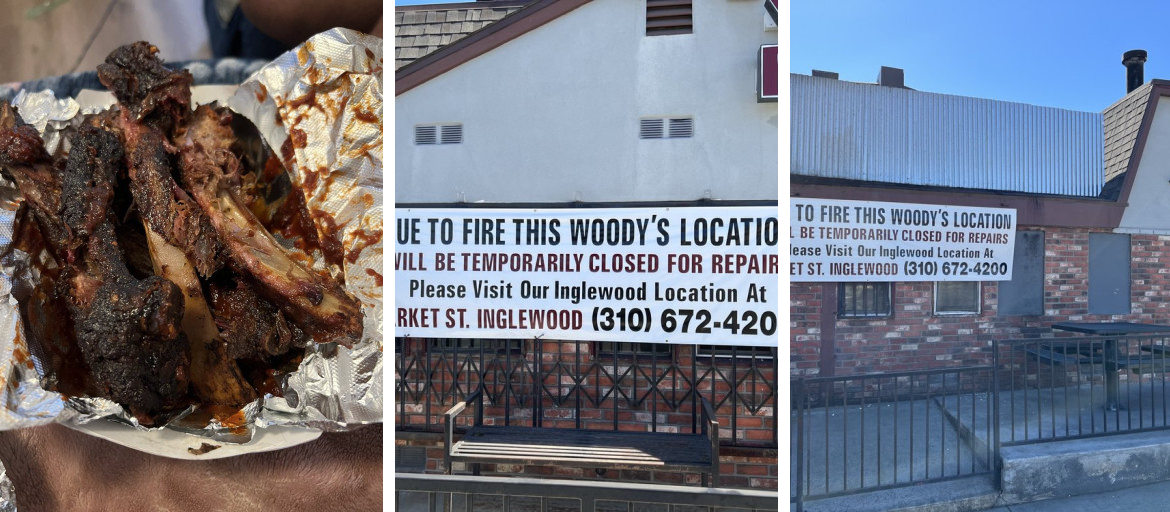 UE TO FIRE THIS WOODY'S LOCATIO
WILL BE TEMPORARILY CLOSED FOR REPAIR
Please Visit Our Inglewood Location At
RKET ST. INGLEWOOD (310) 672-420
TO FIRE THIS WOODY'S LOCATION
L BE TEMPORARILY CLOSED FOR REPAIRS
lease Visit Our Inglewood Location At
ET ST. INGLEWOOD (310) 672-4200